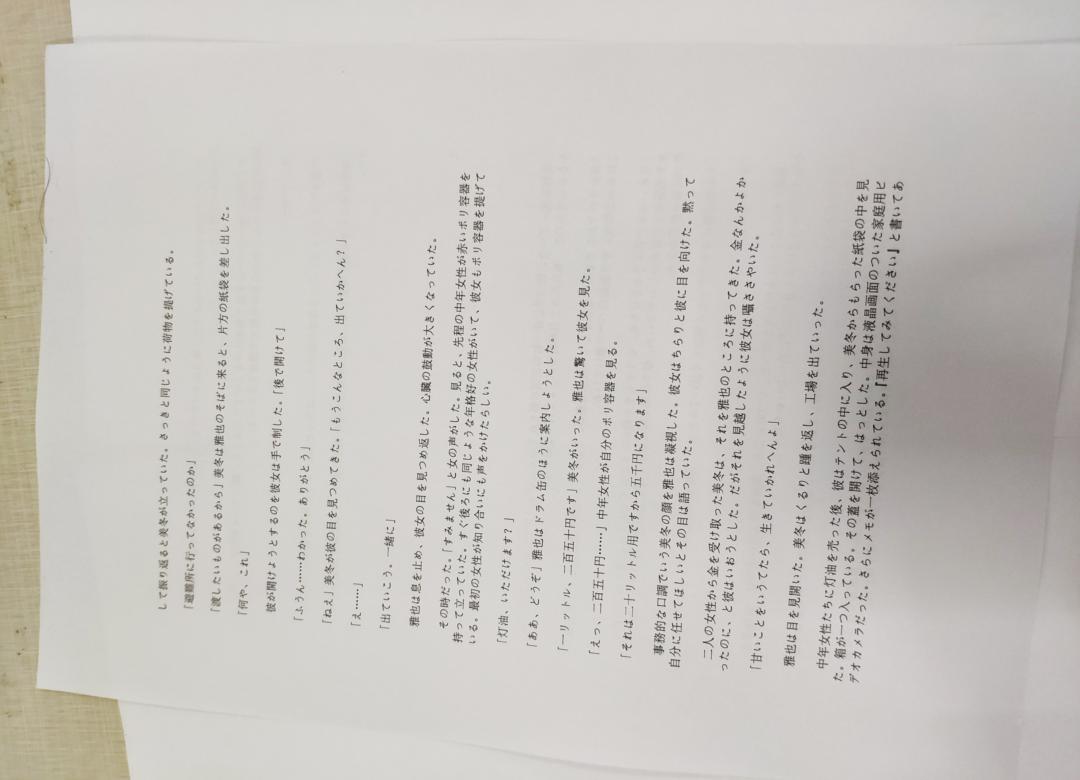 して振り返ると美冬が立っていた。さっきと同じように荷物を提げている。
「避難所に行ってなかったのか」
「渡したいものがあるから」美冬は雅也のそばに来ると、片方の紙袋を差し出した。
「何や、これ」
彼が開けようとするのを彼女は手で制した。「後で開けて」
「ふうん……わかった。ありがとう」
「ねえ」美冬が彼の目を見つめてきた。「もうこんなところ、出ていかへん？」
「え……」
「出ていこう。一緒に」
雅也は息を止め、彼女の目を見つめ返した。心臓の鼓動が大きくなっていた。
その時だった。「すみません」と女の声がした。見ると、先程の中年女性が赤いポリ容器を
持って立っていた。すぐ後ろにも同じような年格好の女性がいて、彼女もポリ容器を提げて
いる。最初の女性が知り合いにも声をかけたらしい。
「灯油、いただけます？」
「ああ、どうぞ」雅也はドラム缶のほうに案内しようとした。
「一リットル、二百五十円です」美冬がいった。雅也は驚いて彼女を見た。
「えっ、二百五十円……」中年女性が自分のポリ容器を見る。
「それは二十リットル用ですから五千円になります」
事務的な口調でいう美冬の顔を雅也は凝視した。彼女はちらりと彼に目を向けた。黙って
自分に任せてほしいとその目は語っていた。
二人の女性から金を受け取った美冬は、それを雅也のところに持ってきた。金なんかよか
ったのに、と彼はいおうとした。だがそれを見越したように彼女は囁きささやいた。
「甘いことをいうてたら、生きていかれへんよ」
雅也は目を見開いた。美冬はくるりと踵を返し、工場を出ていった。
中年女性たちに灯油を売った後、彼はテントの中に入り、美冬からもらった紙袋の中を見
た。箱が一つ入っている。その蓋を開けて、はっとした。中身は液晶画面のついた家庭用ビ
デオカメラだった。さらにメモが一枚添えられている。『再生してみてください』と書いてあ